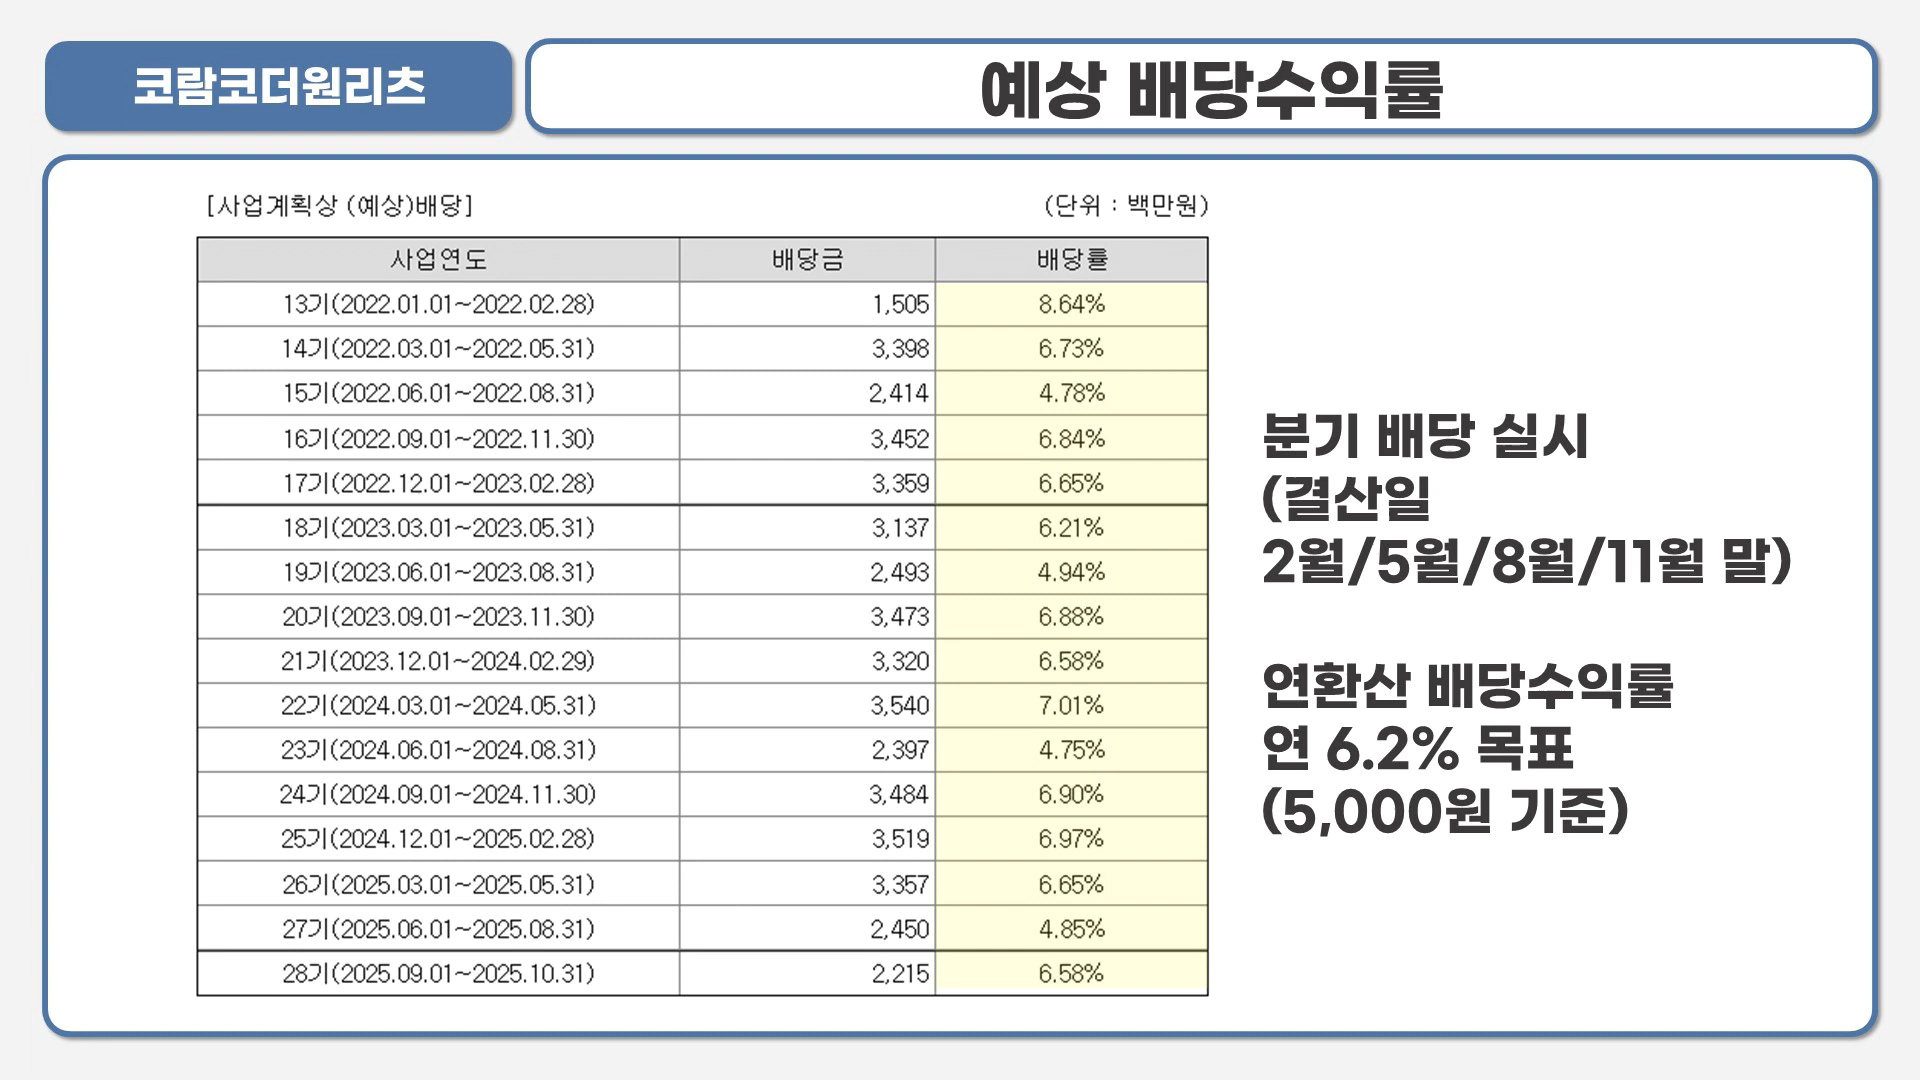 코람코더원리츠
예상 배당수익률
[사업계획상 (예상)배당]
(단위 : 백만원)
사업연도 배당금 배당률
13기(2022.01.01~2022.02.28) 1,505 8.64%
14기(2022.03.01~2022.05.31) 3,398 6.73%
15기(2022.06.01~2022.08.31) 2,414 4.78%
16기(2022.09.01~2022.11.30) 3,452 6.84%
17기(2022.12.01~2023.02.28) 3,359 6.65%
18기(2023.03.01~2023.05.31) 3,137 6.21%
19기(2023.06.01~2023.08.31) 2,493 4.94%
20기(2023.09.01~2023.11.30) 3,473 6.88%
21기(2023.12.01~2024.02.29) 3,320 6.58%
22기(2024.03.01~2024.05.31) 3,540 7.01%
23기(2024.06.01~2024.08.31) 2,397 4.75%
24기(2024.09.01~2024.11.30) 3,484 6.90%
25기(2024.12.01~2025.02.28) 3,519 6.97%
26기(2025.03.01~2025.05.31) 3,357 6.65%
27기(2025.06.01~2025.08.31) 2,450 4.85%
28기(2025.09.01~2025.10.31) 2,215 6.58%
분기 배당 실시
(결산일
2월/5월/8월/11월 말)
연환산 배당수익률
연 6.2% 목표
(5,000원 기준)